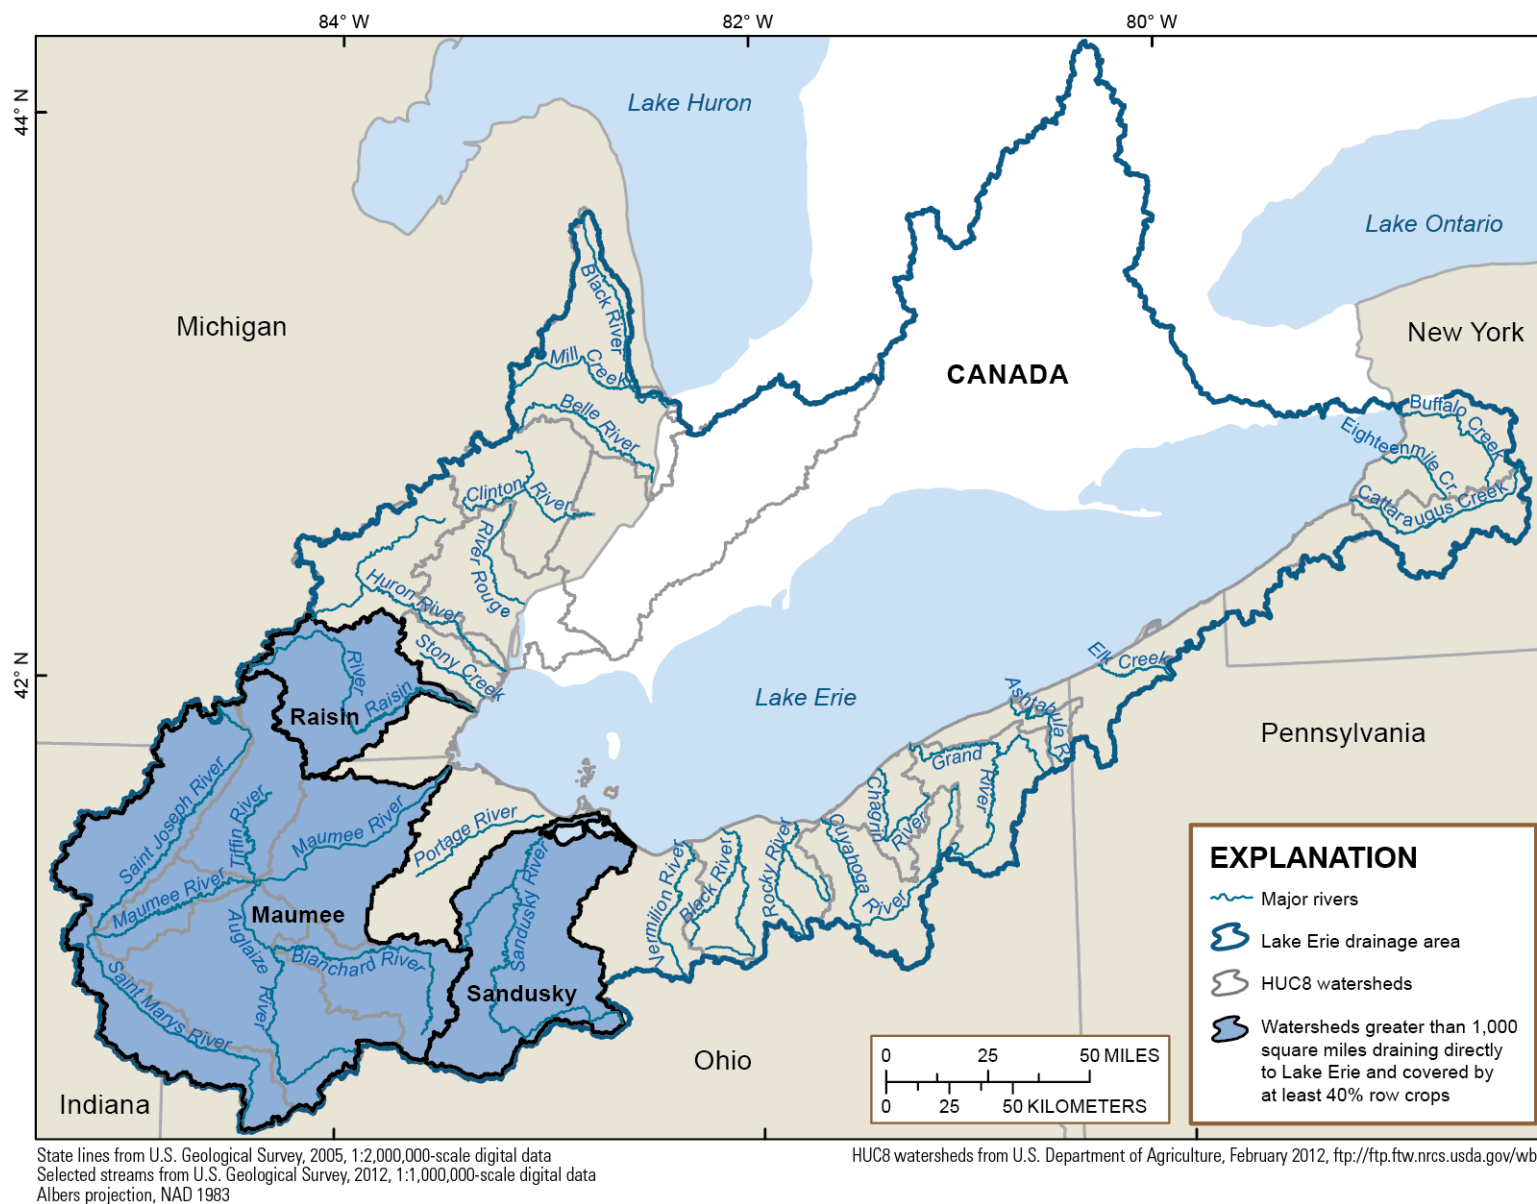 84° W
82° W
80° W
44° N
42° N
Lake Huron
Lake Ontario
Michigan
New York
CANADA
Black River
Mill Creek
Belle River
Clinton River
River Rouge
Huron River
Stony Creek
Buffalo Creek
Eighteenmile Cr.
Cattaraugus Creek
River Raisin
Raisin
Lake Erie
Elk Creek
Ashtabula R.
Pennsylvania
Grand River
Chagrin River
Cuyahoga River
Rocky River
Black River
Vermilion River
Saint Joseph River
Tiffin River
Maumee River
Portage River
Maumee River
Maumee
Auglaize River
Blanchard River
Sandusky River
Sandusky
Saint Marys River
Indiana
Ohio
0 25 50 MILES
0 25 50 KILOMETERS
EXPLANATION
Major rivers
Lake Erie drainage area
HUC8 watersheds
Watersheds greater than 1,000
square miles draining directly
to Lake Erie and covered by
at least 40% row crops
State lines from U.S. Geological Survey, 2005, 1:2,000,000-scale digital data
Selected streams from U.S. Geological Survey, 2012, 1:1,000,000-scale digital data
Albers projection, NAD 1983
HUC8 watersheds from U.S. Department of Agriculture, February 2012, ftp://ftp.ftw.nrcs.usda.gov/wb